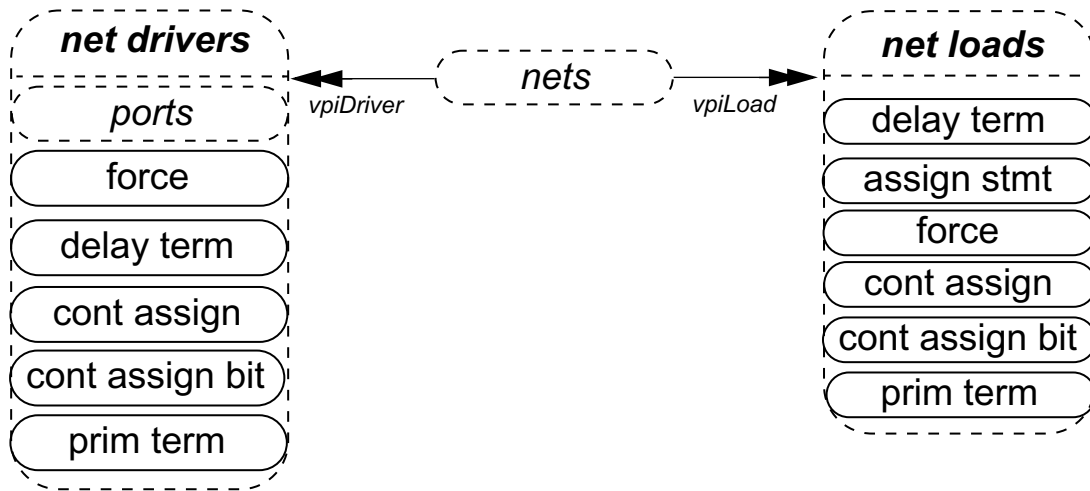 net drivers
ports
force
delay term
cont assign
cont assign bit
prim term
vpiDriver
nets
vpiLoad
net loads
delay term
assign stmt
force
cont assign
cont assign bit
prim term